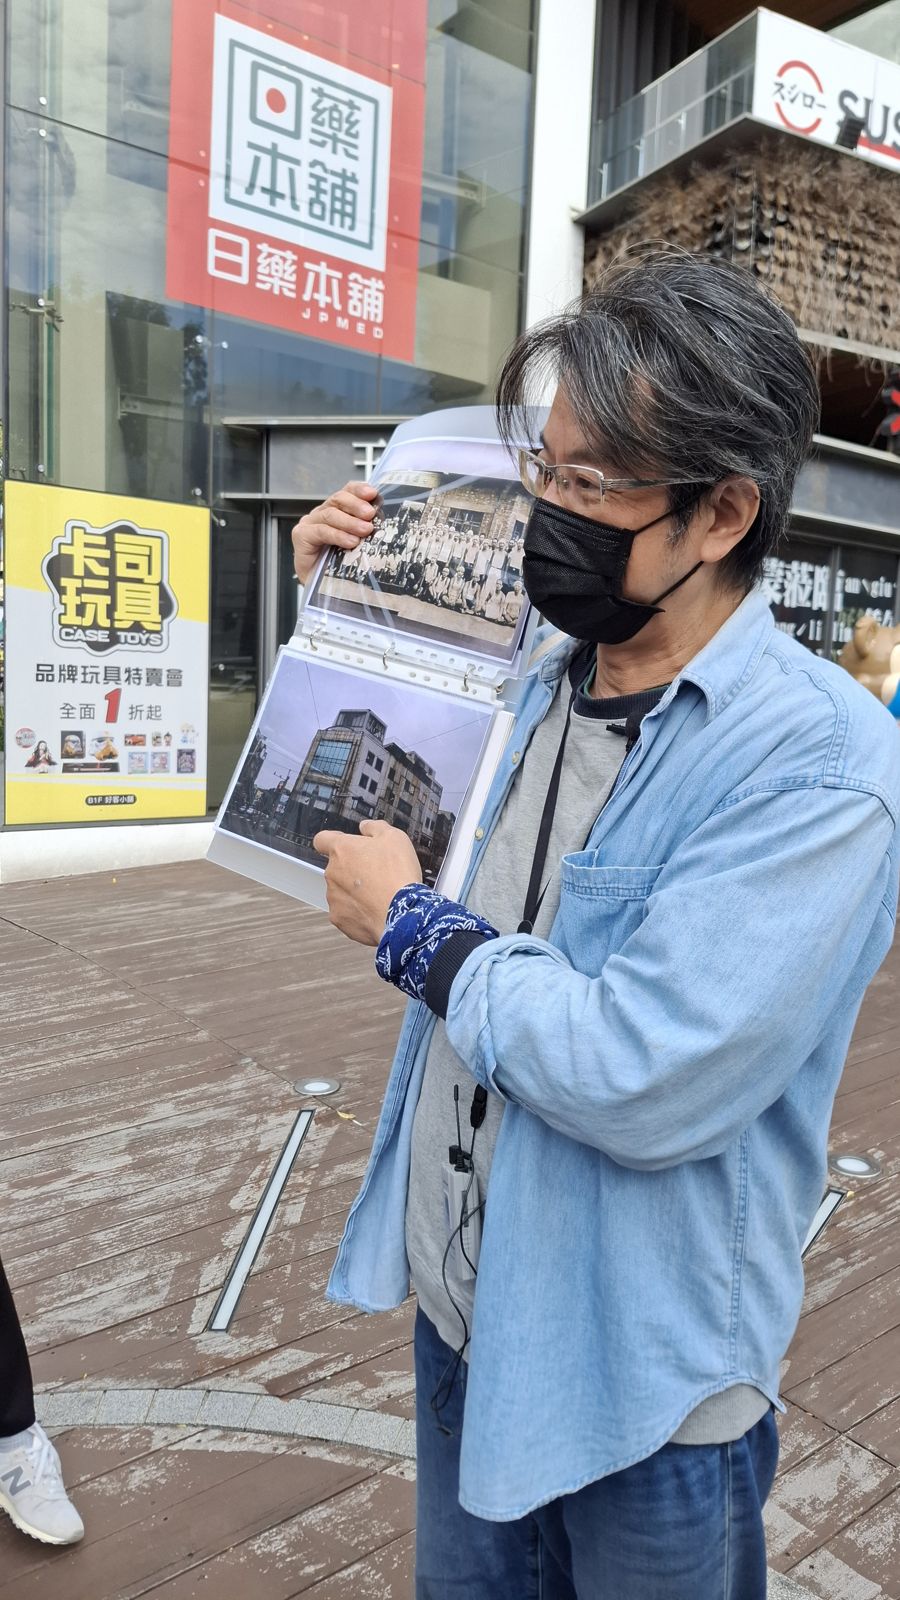 日藥
本舖
日藥本舖
JPMED
スシロー
SUS
卡司
玩具
CASE TOYS
品牌玩具特賣會
全面1折起
B1F 好客小舖